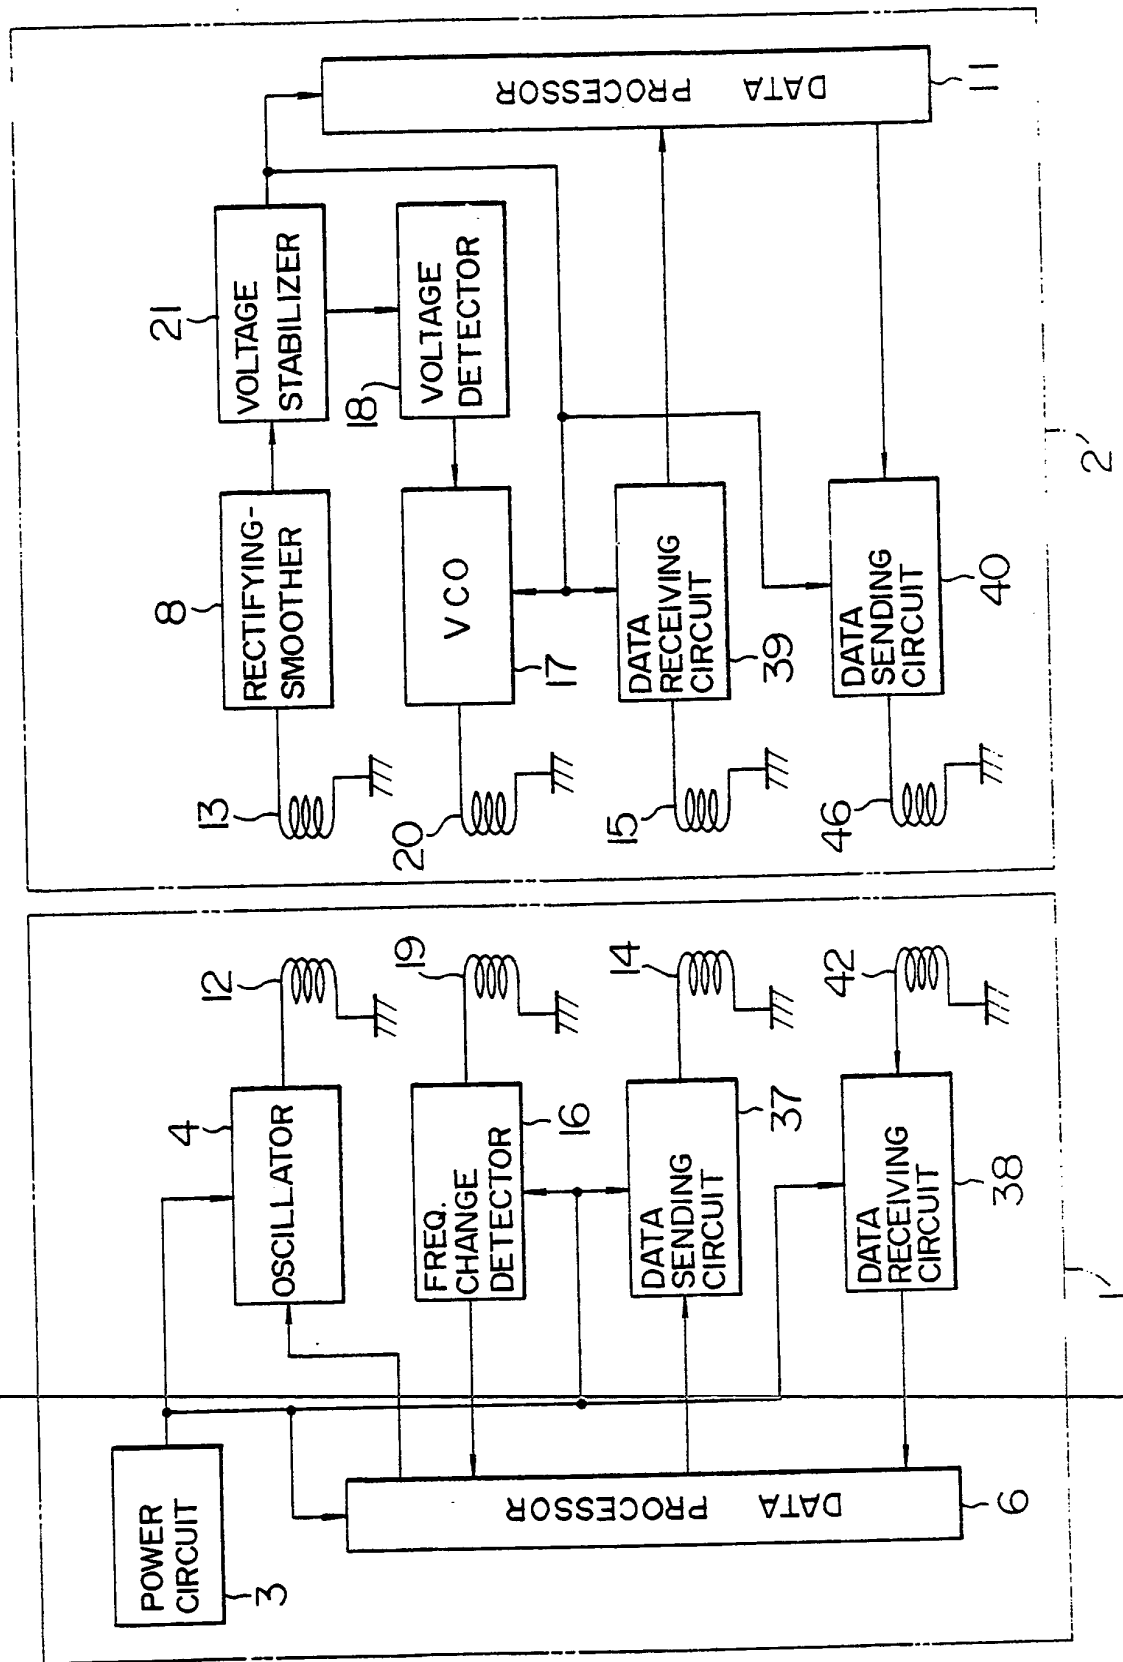 POWER
CIRCUIT
3
DATA
PROCESSOR
6
4
OSCILLATOR
12
FREQ.
CHANGE
DETECTOR
16
19
DATA
SENDING
CIRCUIT
37
14
DATA
RECEIVING
CIRCUIT
38
42
1
13
8
RECTIFYING-
SMOOTHER
21
VOLTAGE
STABILIZER
20
VCO
17
18
VOLTAGE
DETECTOR
15
DATA
RECEIVING
CIRCUIT
39
46
DATA
SENDING
CIRCUIT
40
DATA
PROCESSOR
11
2